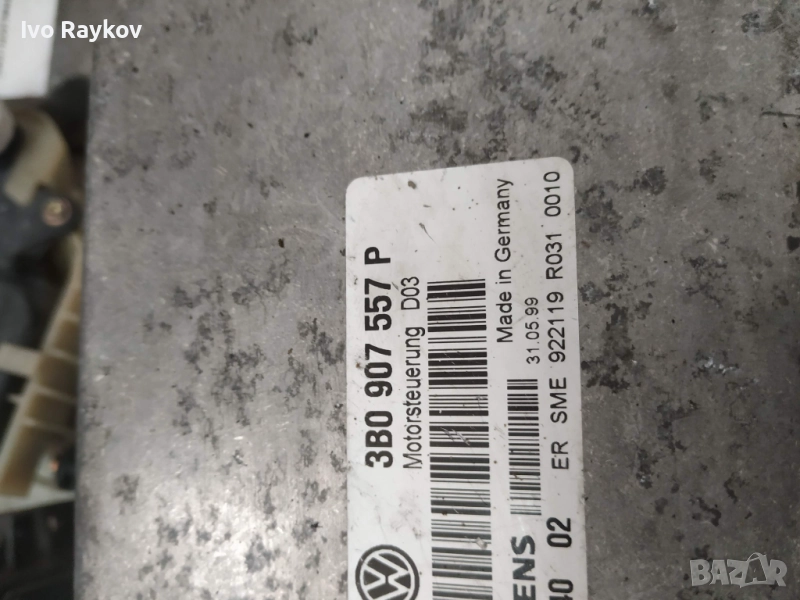 Ivo Raykov
3B0 907 557 P
Motorsteuerung D03
Made in Germany
31.05.99
02 ER SME 922119 R031 0010
BAZAR